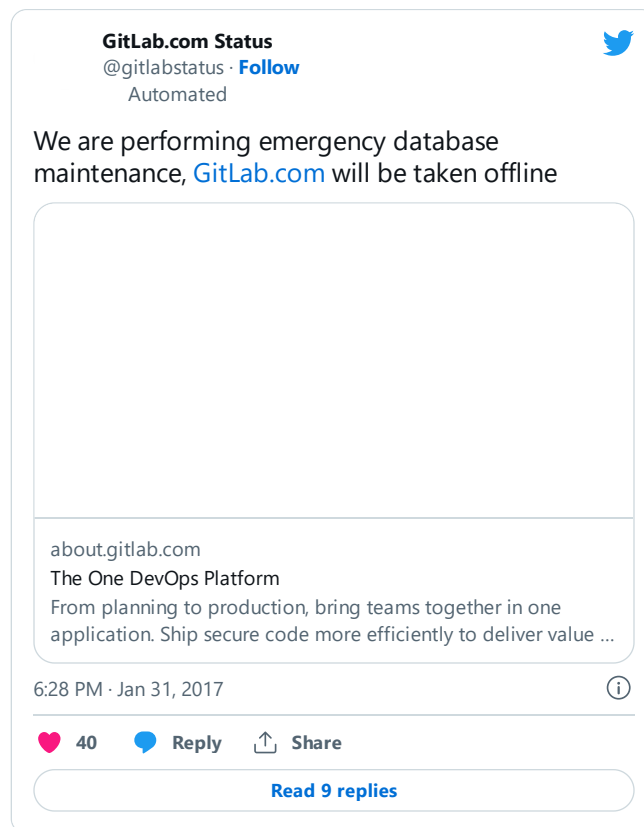 GitLab.com Status
@gitlabstatus · Follow
Automated
We are performing emergency database
maintenance, GitLab.com will be taken offline
about.gitlab.com
The One DevOps Platform
From planning to production, bring teams together in one
application. Ship secure code more efficiently to deliver value ...
6:28 PM · Jan 31, 2017
40 Reply Share
Read 9 replies